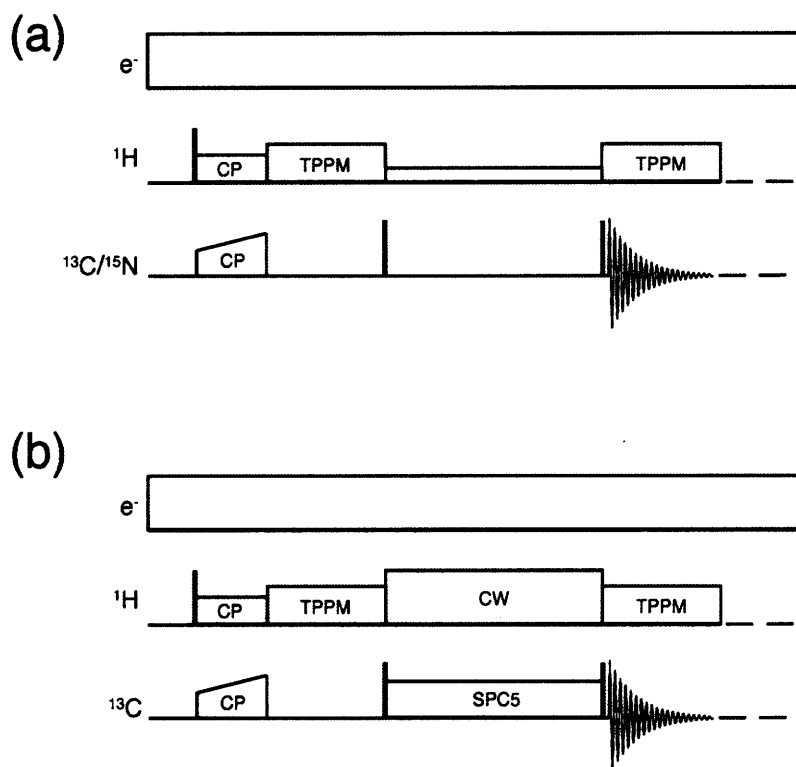 (a)
e-
¹H CP TPPM TPPM
¹³C/¹⁵N CP
(b)
e-
¹H CP TPPM CW TPPM
¹³C CP SPC5